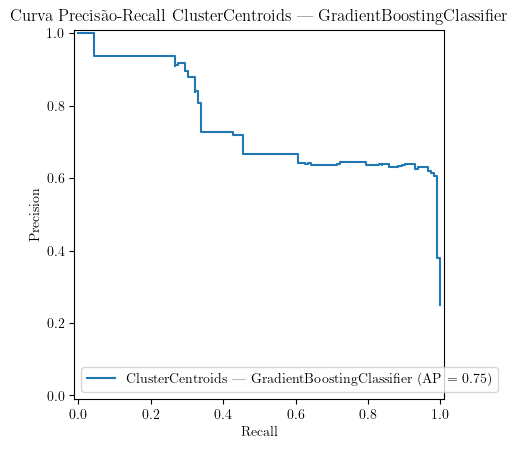 Curva Precisão-Recall ClusterCentroids — GradientBoostingClassifier
1.0
0.8
0.6
0.4
0.2
0.0
Precision
ClusterCentroids — GradientBoostingClassifier (AP = 0.75)
0.0 0.2 0.4 0.6 0.8 1.0
Recall